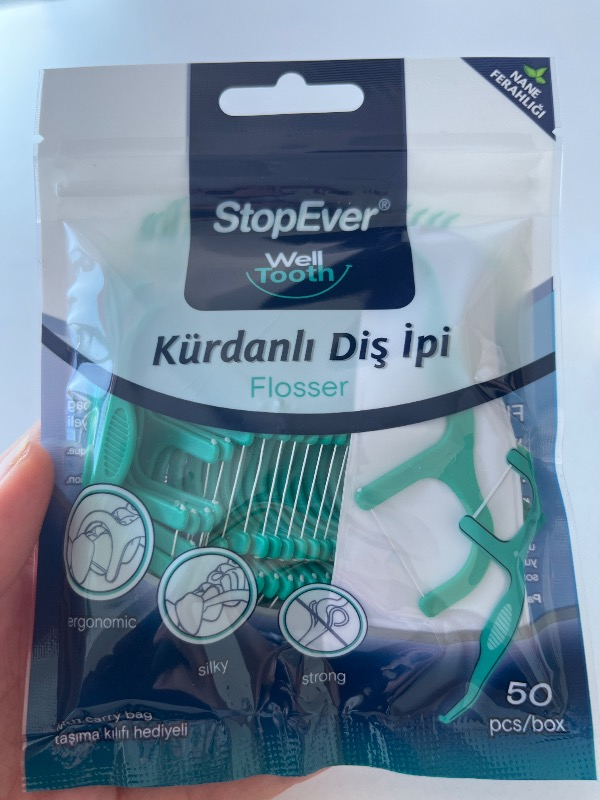 NANE
FERAHLIĞI
StopEver®
Well
Tooth
Kürdanlı Diş İpi
Flosser
ergonomic
silky
strong
with carry bag
taşıma kılıfı hediyeli
50
pcs/box